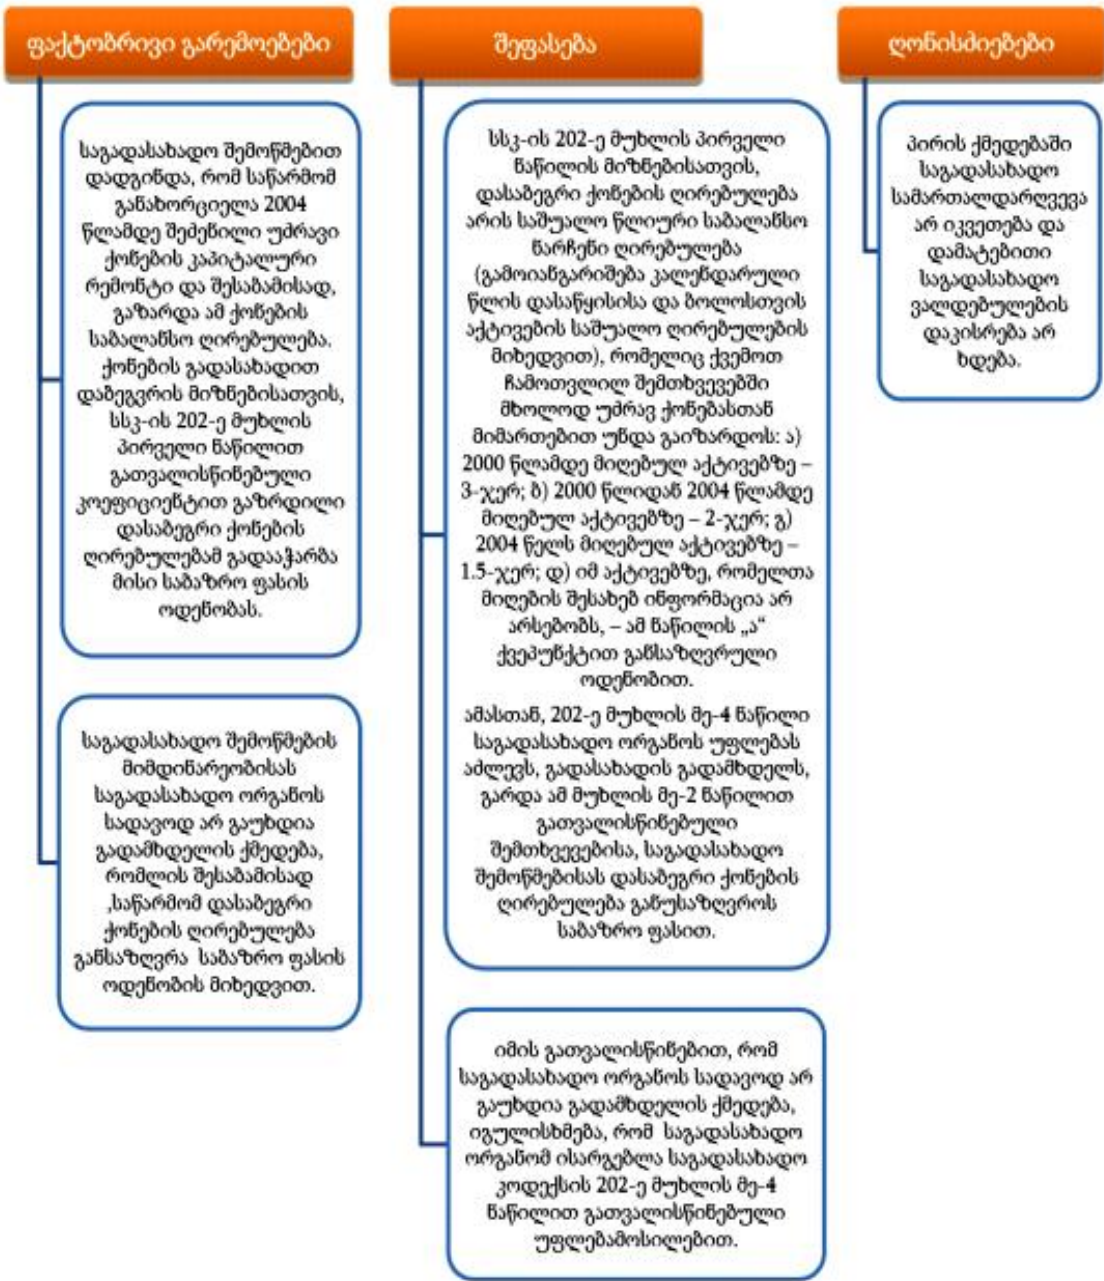 ფაქტობრივი გარემოებები
საგადასახადო შემოწმებით
დადგინდა, რომ საწარმომ
განახორციელა 2004
წლამდე შეძენილი უძრავი
ქონების კაპიტალური
რემონტი და შესაბამისად,
გაზარდა ამ ქონების
საბალანსო ღირებულება.
ქონების გადასახადით
დაბეგვრის მიზნებისათვის,
სსკ-ის 202-ე მუხლის
პირველი ნაწილით
გათვალისწინებული
კოეფიციენტით გაზრდილი
დასაბეგრი ქონების
ღირებულებამ გადააჭარბა
მისი საბაზრო ფასის
ოდენობას.
საგადასახადო შემოწმების
მიმდინარეობისას
საგადასახადო ორგანოს
სადავოდ არ გაუხდია
გადამხდელის ქმედება,
რომლის შესაბამისად
,საწარმომ დასაბეგრი
ქონების ღირებულება
განსაზღვრა საბაზრო ფასის
ოდენობის მიხედვით.
შეფასება
სსკ-ის 202-ე მუხლის პირველი
ნაწილის მიზნებისათვის,
დასაბეგრი ქონების ღირებულება
არის საშუალო წლიური საბალანსო
ნარჩენი ღირებულება
(გამოიანგარიშება კალენდარული
წლის დასაწყისისა და ბოლოსთვის
აქტივების საშუალო ღირებულების
მიხედვით), რომელიც ქვემოთ
ჩამოთვლილ შემთხვევებში
მხოლოდ უძრავ ქონებასთან
მიმართებით უნდა გაიზარდოს: ა)
2000 წლამდე მიღებულ აქტივებზე –
3-ჯერ; ბ) 2000 წლიდან 2004 წლამდე
მიღებულ აქტივებზე – 2-ჯერ; გ)
2004 წელს მიღებულ აქტივებზე –
1.5-ჯერ; დ) იმ აქტივებზე, რომელთა
მიღების შესახებ ინფორმაცია არ
არსებობს, – ამ ნაწილის „ა“
ქვეპუნქტით განსაზღვრული
ოდენობით.
ამასთან, 202-ე მუხლის მე-4 ნაწილი
საგადასახადო ორგანოს უფლებას
აძლევს, გადასახადის გადამხდელს,
გარდა ამ მუხლის მე-2 ნაწილით
გათვალისწინებული
შემთხვევებისა, საგადასახადო
შემოწმებისას დასაბეგრი ქონების
ღირებულება განუსაზღვროს
საბაზრო ფასით.
იმის გათვალისწინებით, რომ
საგადასახადო ორგანოს სადავოდ არ
გაუხდია გადამხდელის ქმედება,
იგულისხმება, რომ საგადასახადო
ორგანომ ისარგებლა საგადასახადო
კოდექსის 202-ე მუხლის მე-4
ნაწილით გათვალისწინებული
უფლებამოსილებით.
ღონისძიებები
პირის ქმედებაში
საგადასახადო
სამართალდარღვევა
არ იკვეთება და
დამატებითი
საგადასახადო
ვალდებულების
დაკისრება არ
ხდება.